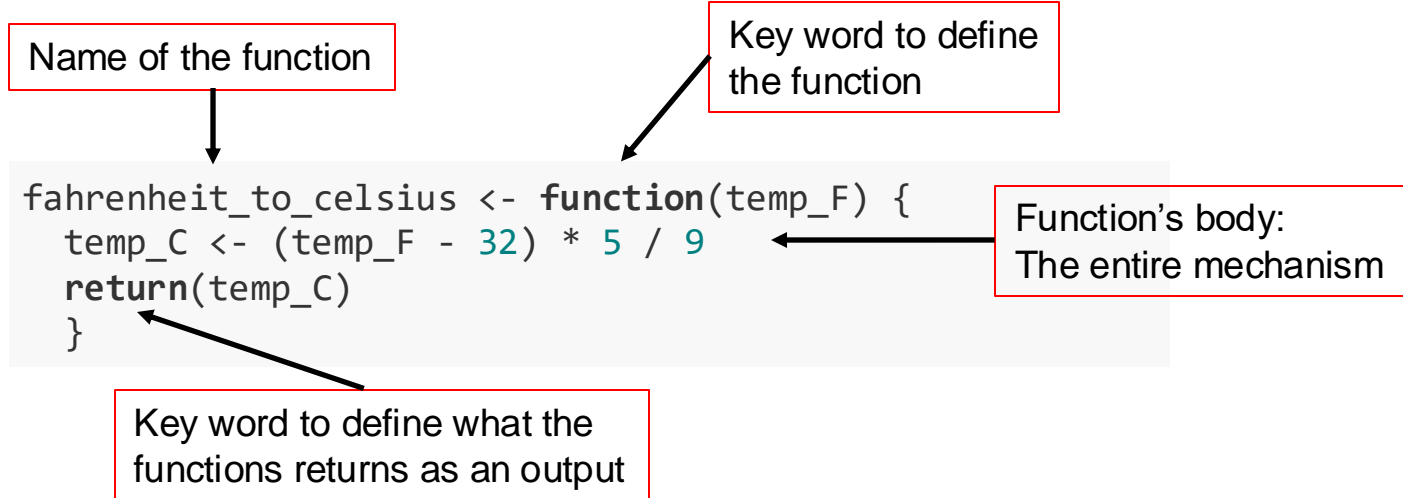 Name of the function
Key word to define
the function
fahrenheit_to_celsius <- function(temp_F) {
  temp_C <- (temp_F - 32) * 5 / 9
  return(temp_C)
  }
Function’s body:
The entire mechanism
Key word to define what the
functions returns as an output